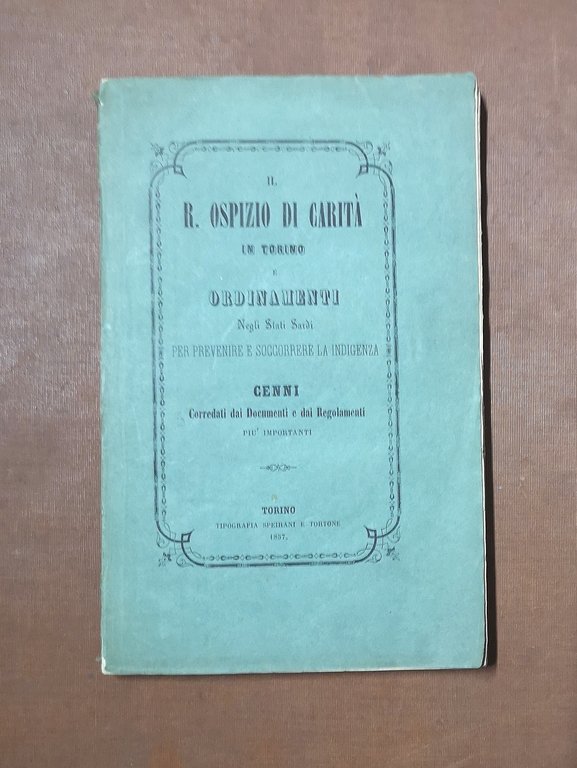 IL
R. OSPIZIO DI CARITÀ
IN TORINO
E
ORDINAMENTI
Negli Stati Sardi
PER PREVENIRE E SOCCORRERE LA INDIGENZA
CENNI
Corredati dai Documenti e dai Regolamenti
PIU' IMPORTANTI
TORINO
TIPOGRAFIA SPEIRANI E TORTONE
1857.